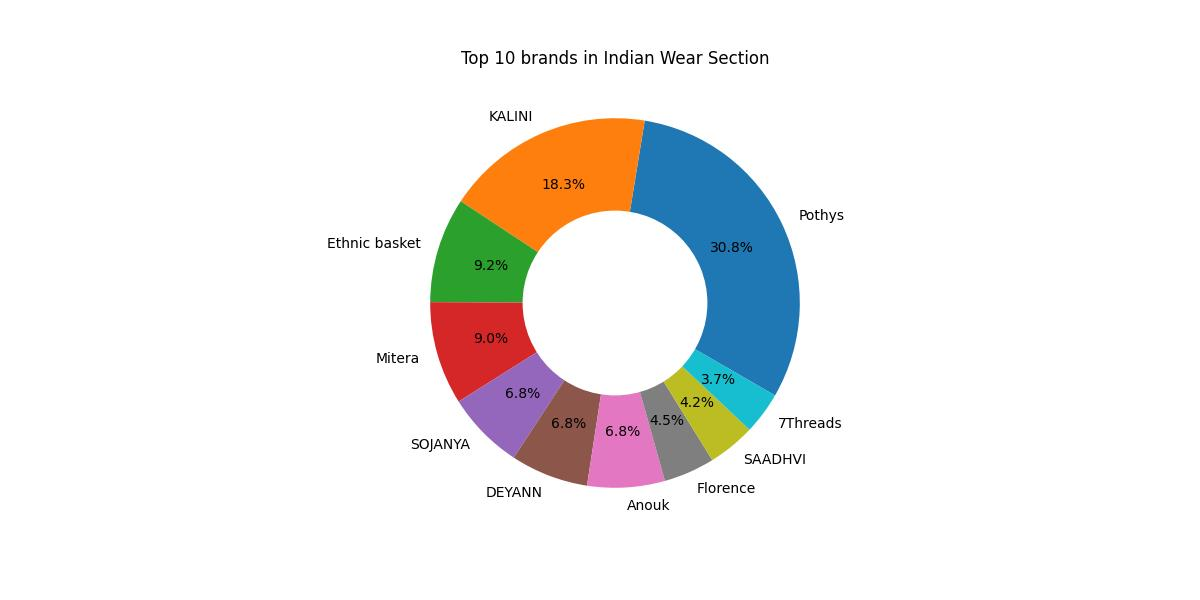 Top 10 brands in Indian Wear Section
KALINI
18.3%
Pothys
30.8%
Ethnic basket
9.2%
Mitera
9.0%
SOJANYA
6.8%
DEYANN
6.8%
Anouk
6.8%
Florence
4.5%
SAADHVI
4.2%
7Threads
3.7%